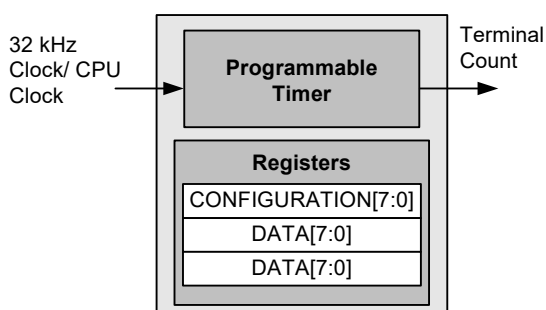 32 kHz
Clock/ CPU
Clock
Programmable
Timer
Terminal
Count
Registers
CONFIGURATION[7:0]
DATA[7:0]
DATA[7:0]